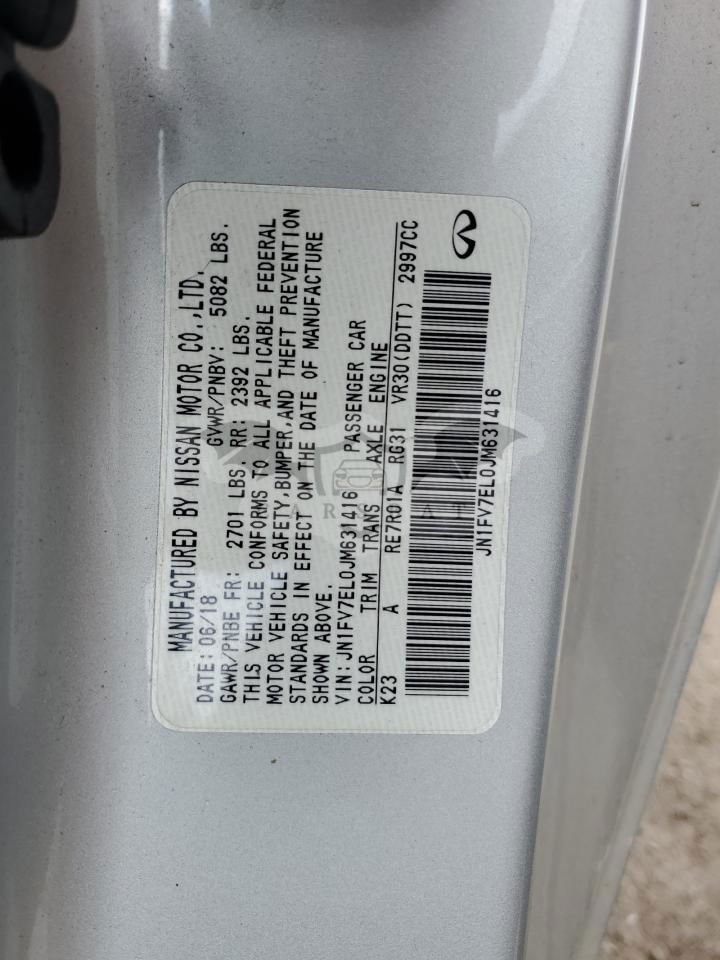 MANUFACTURED BY NISSAN MOTOR CO.,LTD.
DATE: 06/18 GVWR/PNBV: 5082 LBS.
GAWR/PNBE FR: 2701 LBS. RR: 2392 LBS.
THIS VEHICLE CONFORMS TO ALL APPLICABLE FEDERAL
MOTOR VEHICLE SAFETY,BUMPER,AND THEFT PREVENTION
STANDARDS IN EFFECT ON THE DATE OF MANUFACTURE
SHOWN ABOVE.
VIN:JN1FV7EL0JM631416 PASSENGER CAR
COLOR TRIM TRANS AXLE ENGINE
K23 A RE7R01A RG31 VR30(DDTT) 2997CC
JN1FV7EL0JM631416